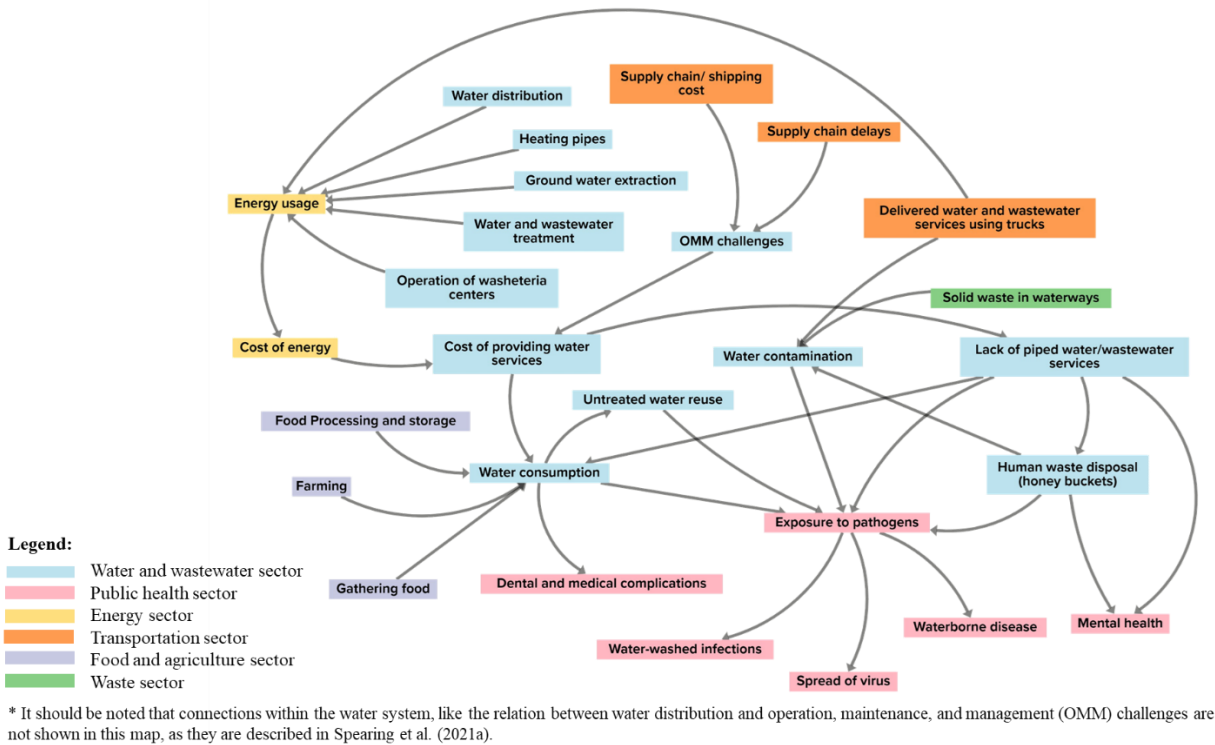 Supply chain/ shipping
cost
Water distribution
Supply chain delays
Heating pipes
Ground water extraction
Energy usage
Delivered water and wastewater
services using trucks
Water and wastewater
treatment
OMM challenges
Operation of washeteria
centers
Solid waste in waterways
Cost of energy
Cost of providing water
services
Water contamination
Lack of piped water/wastewater
services
Untreated water reuse
Food Processing and storage
Water consumption
Human waste disposal
(honey buckets)
Farming
Exposure to pathogens
Gathering food
Dental and medical complications
Waterborne disease
Mental health
Water-washed infections
Spread of virus
Legend:
Water and wastewater sector
Public health sector
Energy sector
Transportation sector
Food and agriculture sector
Waste sector
* It should be noted that connections within the water system, like the relation between water distribution and operation, maintenance, and management (OMM) challenges are
not shown in this map, as they are described in Spearing et al. (2021a).